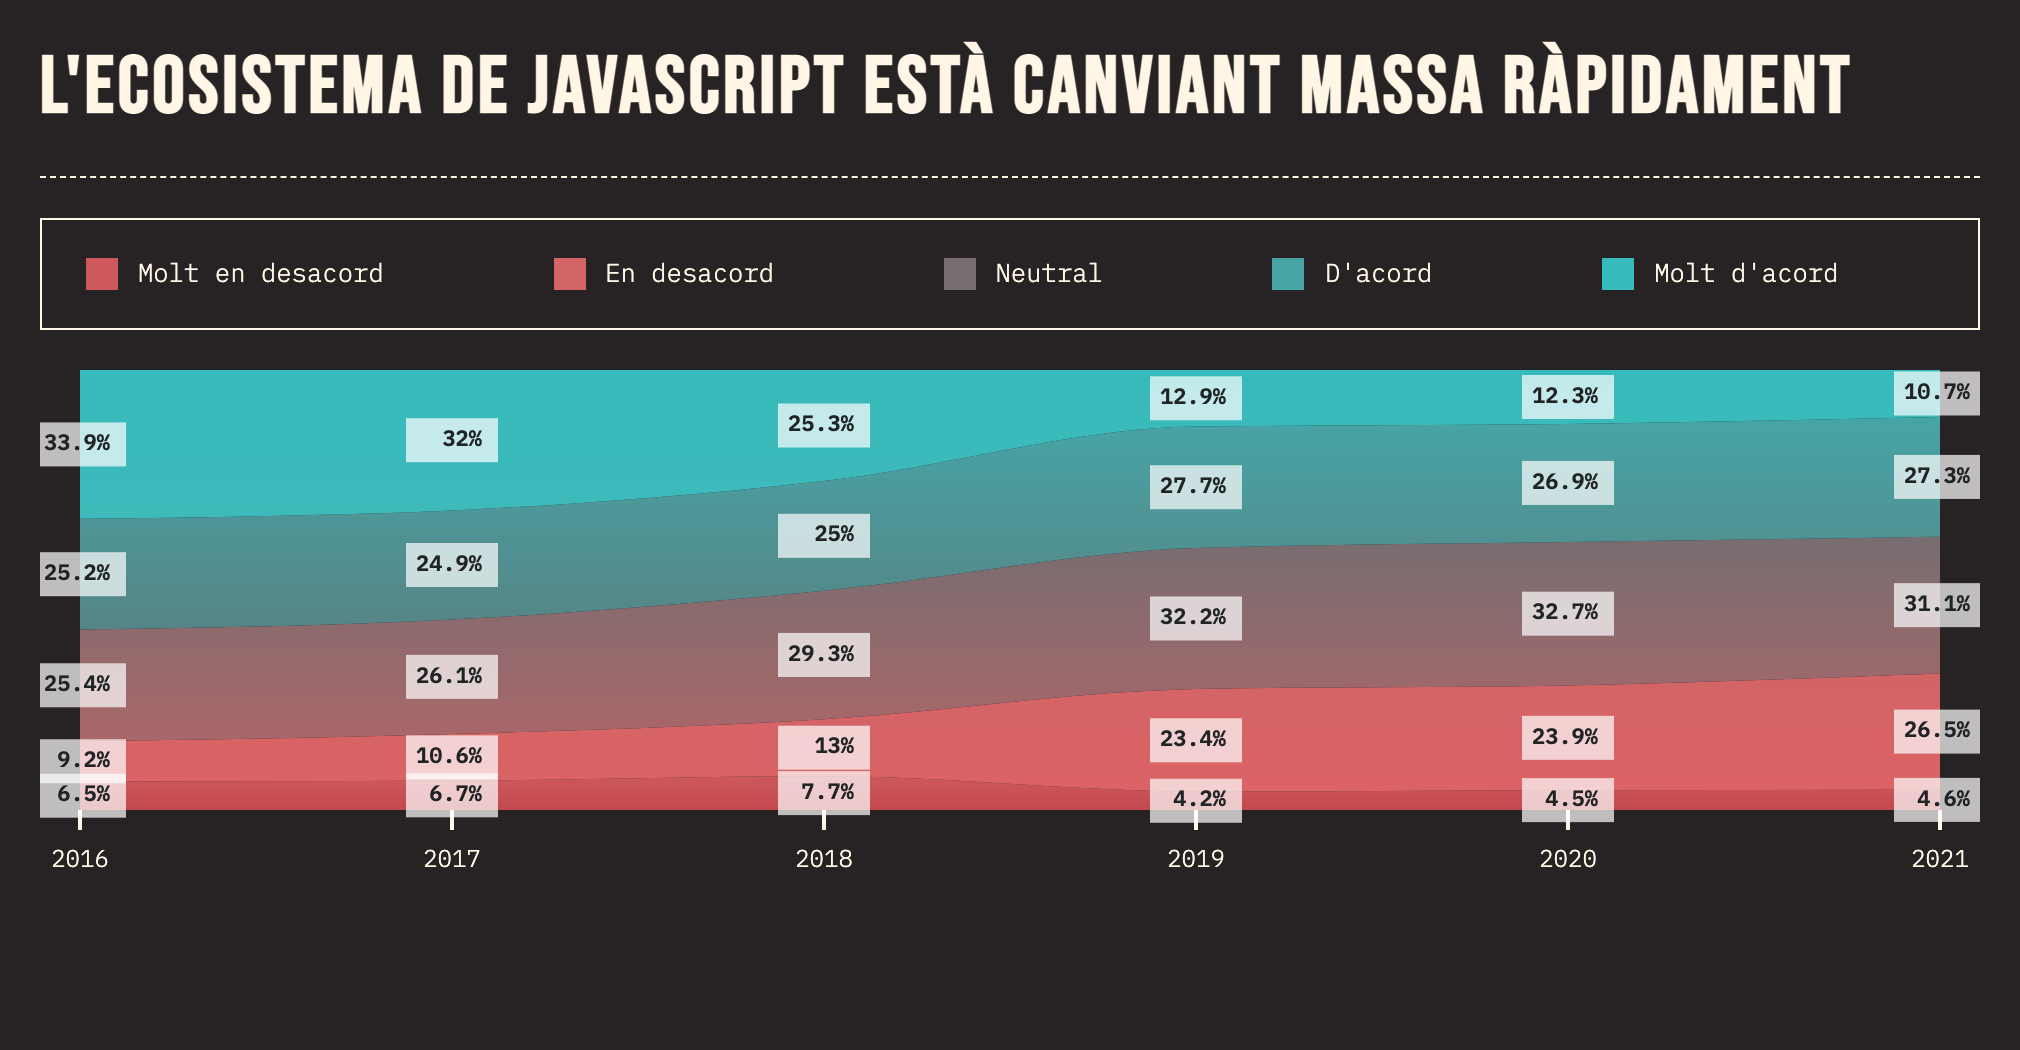 L'ECOSISTEMA DE JAVASCRIPT ESTÀ CANVIANT MASSA RÀPIDAMENT
Molt en desacord En desacord Neutral D'acord Molt d'acord
33.9% 32% 25.3% 12.9% 12.3% 10.7%
25.2% 24.9% 25% 27.7% 26.9% 27.3%
25.4% 26.1% 29.3% 32.2% 32.7% 31.1%
9.2% 10.6% 13% 23.4% 23.9% 26.5%
6.5% 6.7% 7.7% 4.2% 4.5% 4.6%
2016 2017 2018 2019 2020 2021